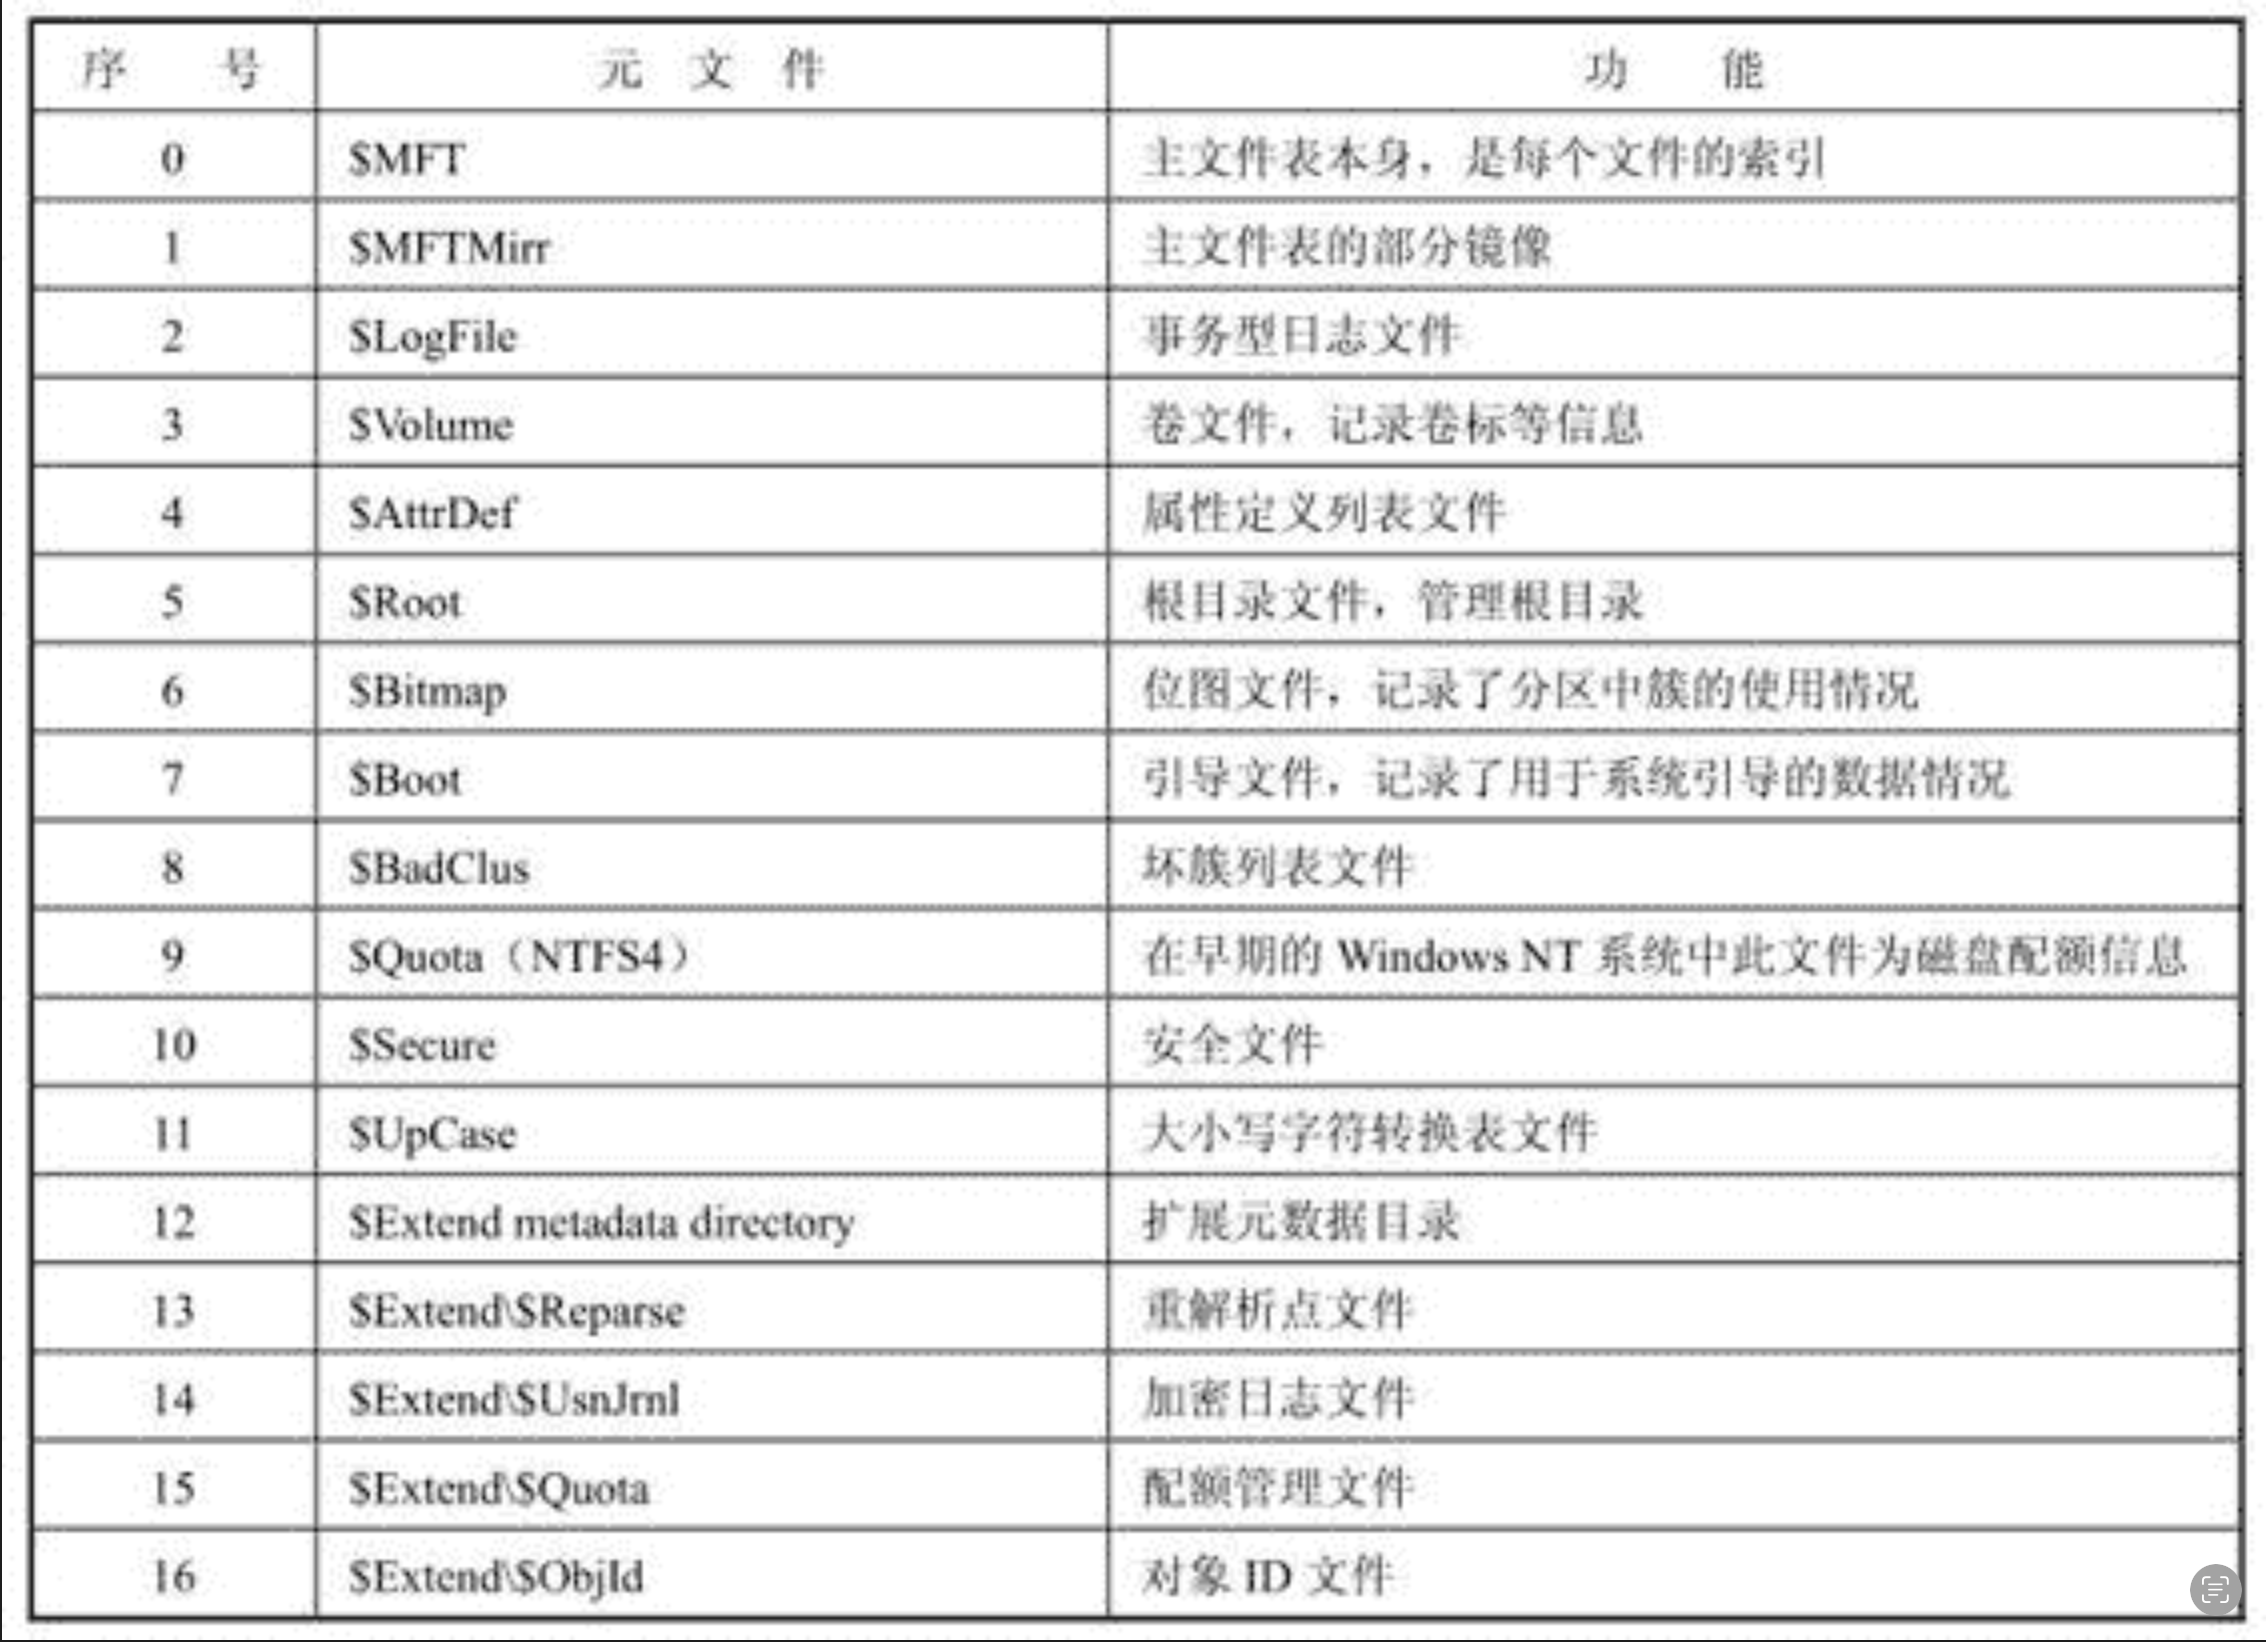 序 号 元 文 件 功 能
0 $MFT 主文件表本身，是每个文件的索引
1 $MFTMirr 主文件表的部分镜像
2 $LogFile 事务型日志文件
3 $Volume 卷文件，记录卷标等信息
4 $AttrDef 属性定义列表文件
5 $Root 根目录文件，管理根目录
6 $Bitmap 位图文件，记录了分区中簇的使用情况
7 $Boot 引导文件，记录了用于系统引导的数据情况
8 $BadClus 坏簇列表文件
9 $Quota（NTFS4） 在早期的 Windows NT 系统中此文件为磁盘配额信息
10 $Secure 安全文件
11 $UpCase 大小写字符转换表文件
12 $Extend metadata directory 扩展元数据目录
13 $Extend\$Reparse 重解析点文件
14 $Extend\$UsnJrnl 加密日志文件
15 $Extend\$Quota 配额管理文件
16 $Extend\$ObjId 对象 ID 文件